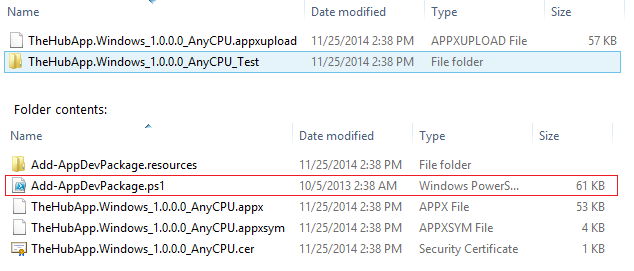 Name Date modified Type Size
TheHubApp.Windows_1.0.0.0_AnyCPU.appxupload 11/25/2014 2:38 PM APPXUPLOAD File 57 KB
TheHubApp.Windows_1.0.0.0_AnyCPU_Test 11/25/2014 2:38 PM File folder
Folder contents:
Name Date modified Type Size
Add-AppDevPackage.resources 11/25/2014 2:38 PM File folder
Add-AppDevPackage.ps1 10/5/2013 2:38 AM Windows PowerS... 61 KB
TheHubApp.Windows_1.0.0.0_AnyCPU.appx 11/25/2014 2:38 PM APPX File 53 KB
TheHubApp.Windows_1.0.0.0_AnyCPU.appxsym 11/25/2014 2:38 PM APPXSYM File 4 KB
TheHubApp.Windows_1.0.0.0_AnyCPU.cer 11/25/2014 2:38 PM Security Certificate 1 KB